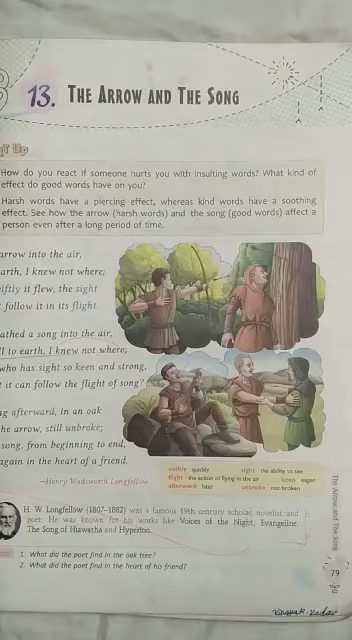 13. THE ARROW AND THE SONG
Up
How do you react if someone hurts you with insulting words? What kind of
effect do good words have on you?
Harsh words have a piercing effect, whereas kind words have a soothing
effect. See how the arrow (harsh words) and the song (good words) affect a
person even after a long period of time.
arrow into the air,
arth, I knew not where;
iftly it flew, the sight
follow it in its flight.
athed a song into the air,
ll to earth, I knew not where;
who has sight so keen and strong,
t it can follow the flight of song?
g afterward, in an oak
he arrow, still unbroke;
song, from beginning to end,
again in the heart of a friend.
—Henry Wadsworth Longfellow
swiftly quickly sight the ability to see
flight the action of flying in the air keen eager
afterward later unbroke not broken
H. W. Longfellow (1807–1882) was a famous 19th century scholar, novelist and
poet. He was known for his works like Voices of the Night, Evangeline,
The Song of Hiawatha and Hyperion.
1. What did the poet find in the oak tree?
2. What did the poet find in the heart of his friend?
The Arrow and The Song
79
Vinayak Yadav